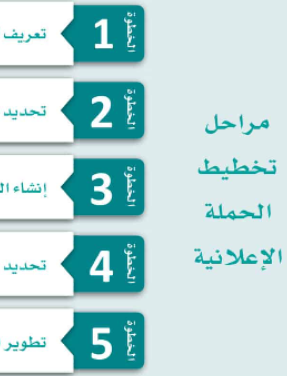 مراحل
تخطيط
الحملة
الإعلانية
الخطوة 1 تعريف
الخطوة 2 تحديد
الخطوة 3 إنشاء
الخطوة 4 تحديد
الخطوة 5 تطوير